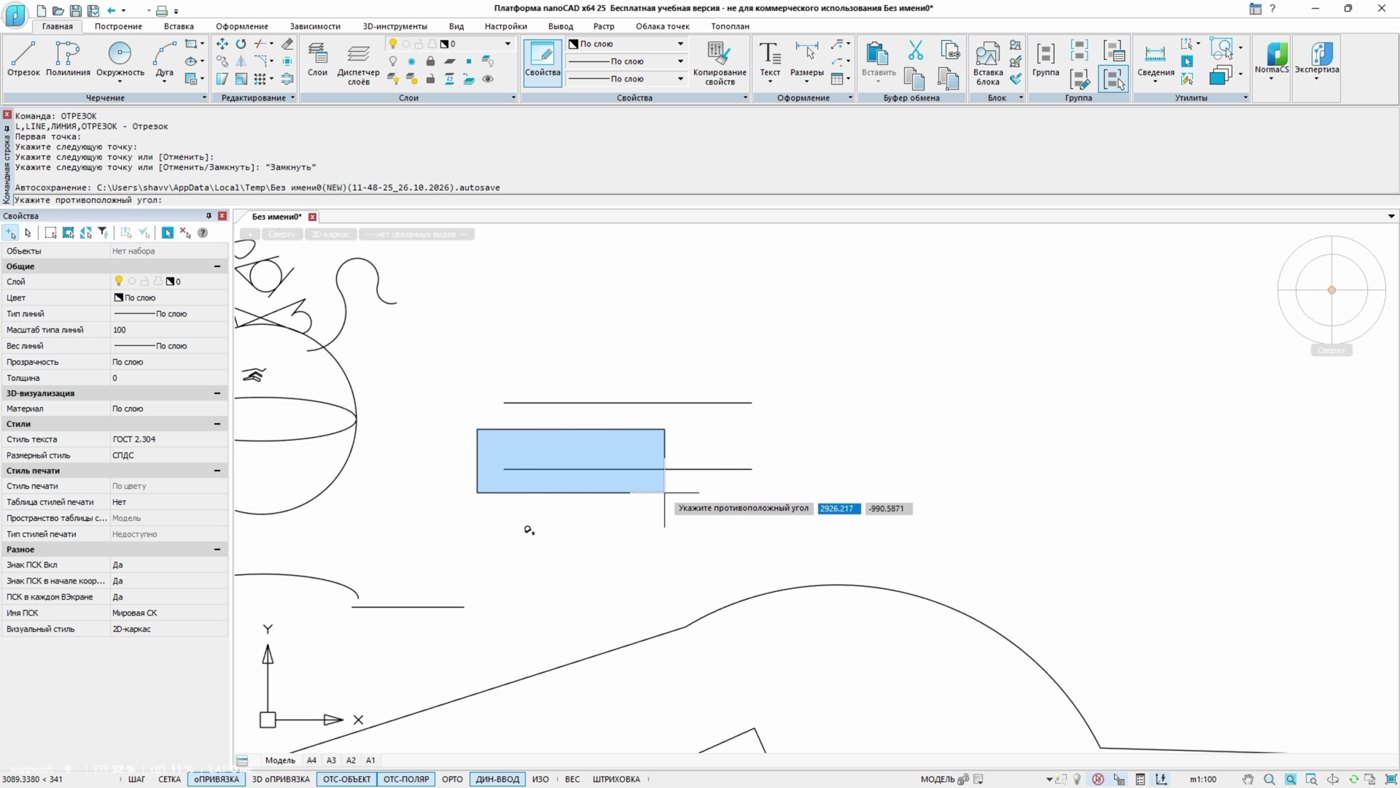 Платформа nanoCAD x64 25 Бесплатная учебная версия - не для коммерческого использования Без имени0*
Главная Построение Вставка Оформление Зависимости 3D-инструменты Вид Настройки Вывод Растр Облака точек Топоплан
0 По слою
По слою
По слою
Отрезок Полилиния Окружность Дуга Слои Диспетчер слоёв Свойства Копирование свойств Текст Размеры Вставить Вставка блока Группа Сведения NormaCS Экспертиза
Черчение Редактирование Слои Свойства Оформление Буфер обмена Блок Группа Утилиты
Командная строка
Команда: ОТРЕЗОК
L,LINE,ЛИНИЯ,ОТРЕЗОК - Отрезок
Первая точка:
Укажите следующую точку:
Укажите следующую точку или [Отменить]:
Укажите следующую точку или [Отменить/Замкнуть]: "Замкнуть"
Автосохранение: C:\Users\shavv\AppData\Local\Temp\Без имени0(NEW)(11-48-25_26.10.2026).autosave
Укажите противоположный угол:
Свойства
Без имени0*
+ Сверху 2D-каркас --- нет связанных видов ---
Объекты Нет набора
Общие
Слой 0
Цвет По слою
Тип линий По слою
Масштаб типа линий 100
Вес линий По слою
Прозрачность По слою
Толщина 0
3D-визуализация
Материал По слою
Стили
Стиль текста ГОСТ 2.304
Размерный стиль СПДС
Стиль печати
Стиль печати По цвету
Таблица стилей печати Нет
Пространство таблицы с... Модель
Тип стилей печати Недоступно
Разное
Знак ПСК Вкл Да
Знак ПСК в начале коор... Да
ПСК в каждом ВЭкране Да
Имя ПСК Мировая СК
Визуальный стиль 2D-каркас
Сверху
Укажите противоположный угол 2926.217 -990.5871
Y
X
Модель A4 A3 A2 A1
3089.3380 < 341 ШАГ СЕТКА оПРИВЯЗКА 3D оПРИВЯЗКА ОТС-ОБЪЕКТ ОТС-ПОЛЯР ОРТО ДИН-ВВОД ИЗО ВЕС ШТРИХОВКА МОДЕЛЬ m1:100